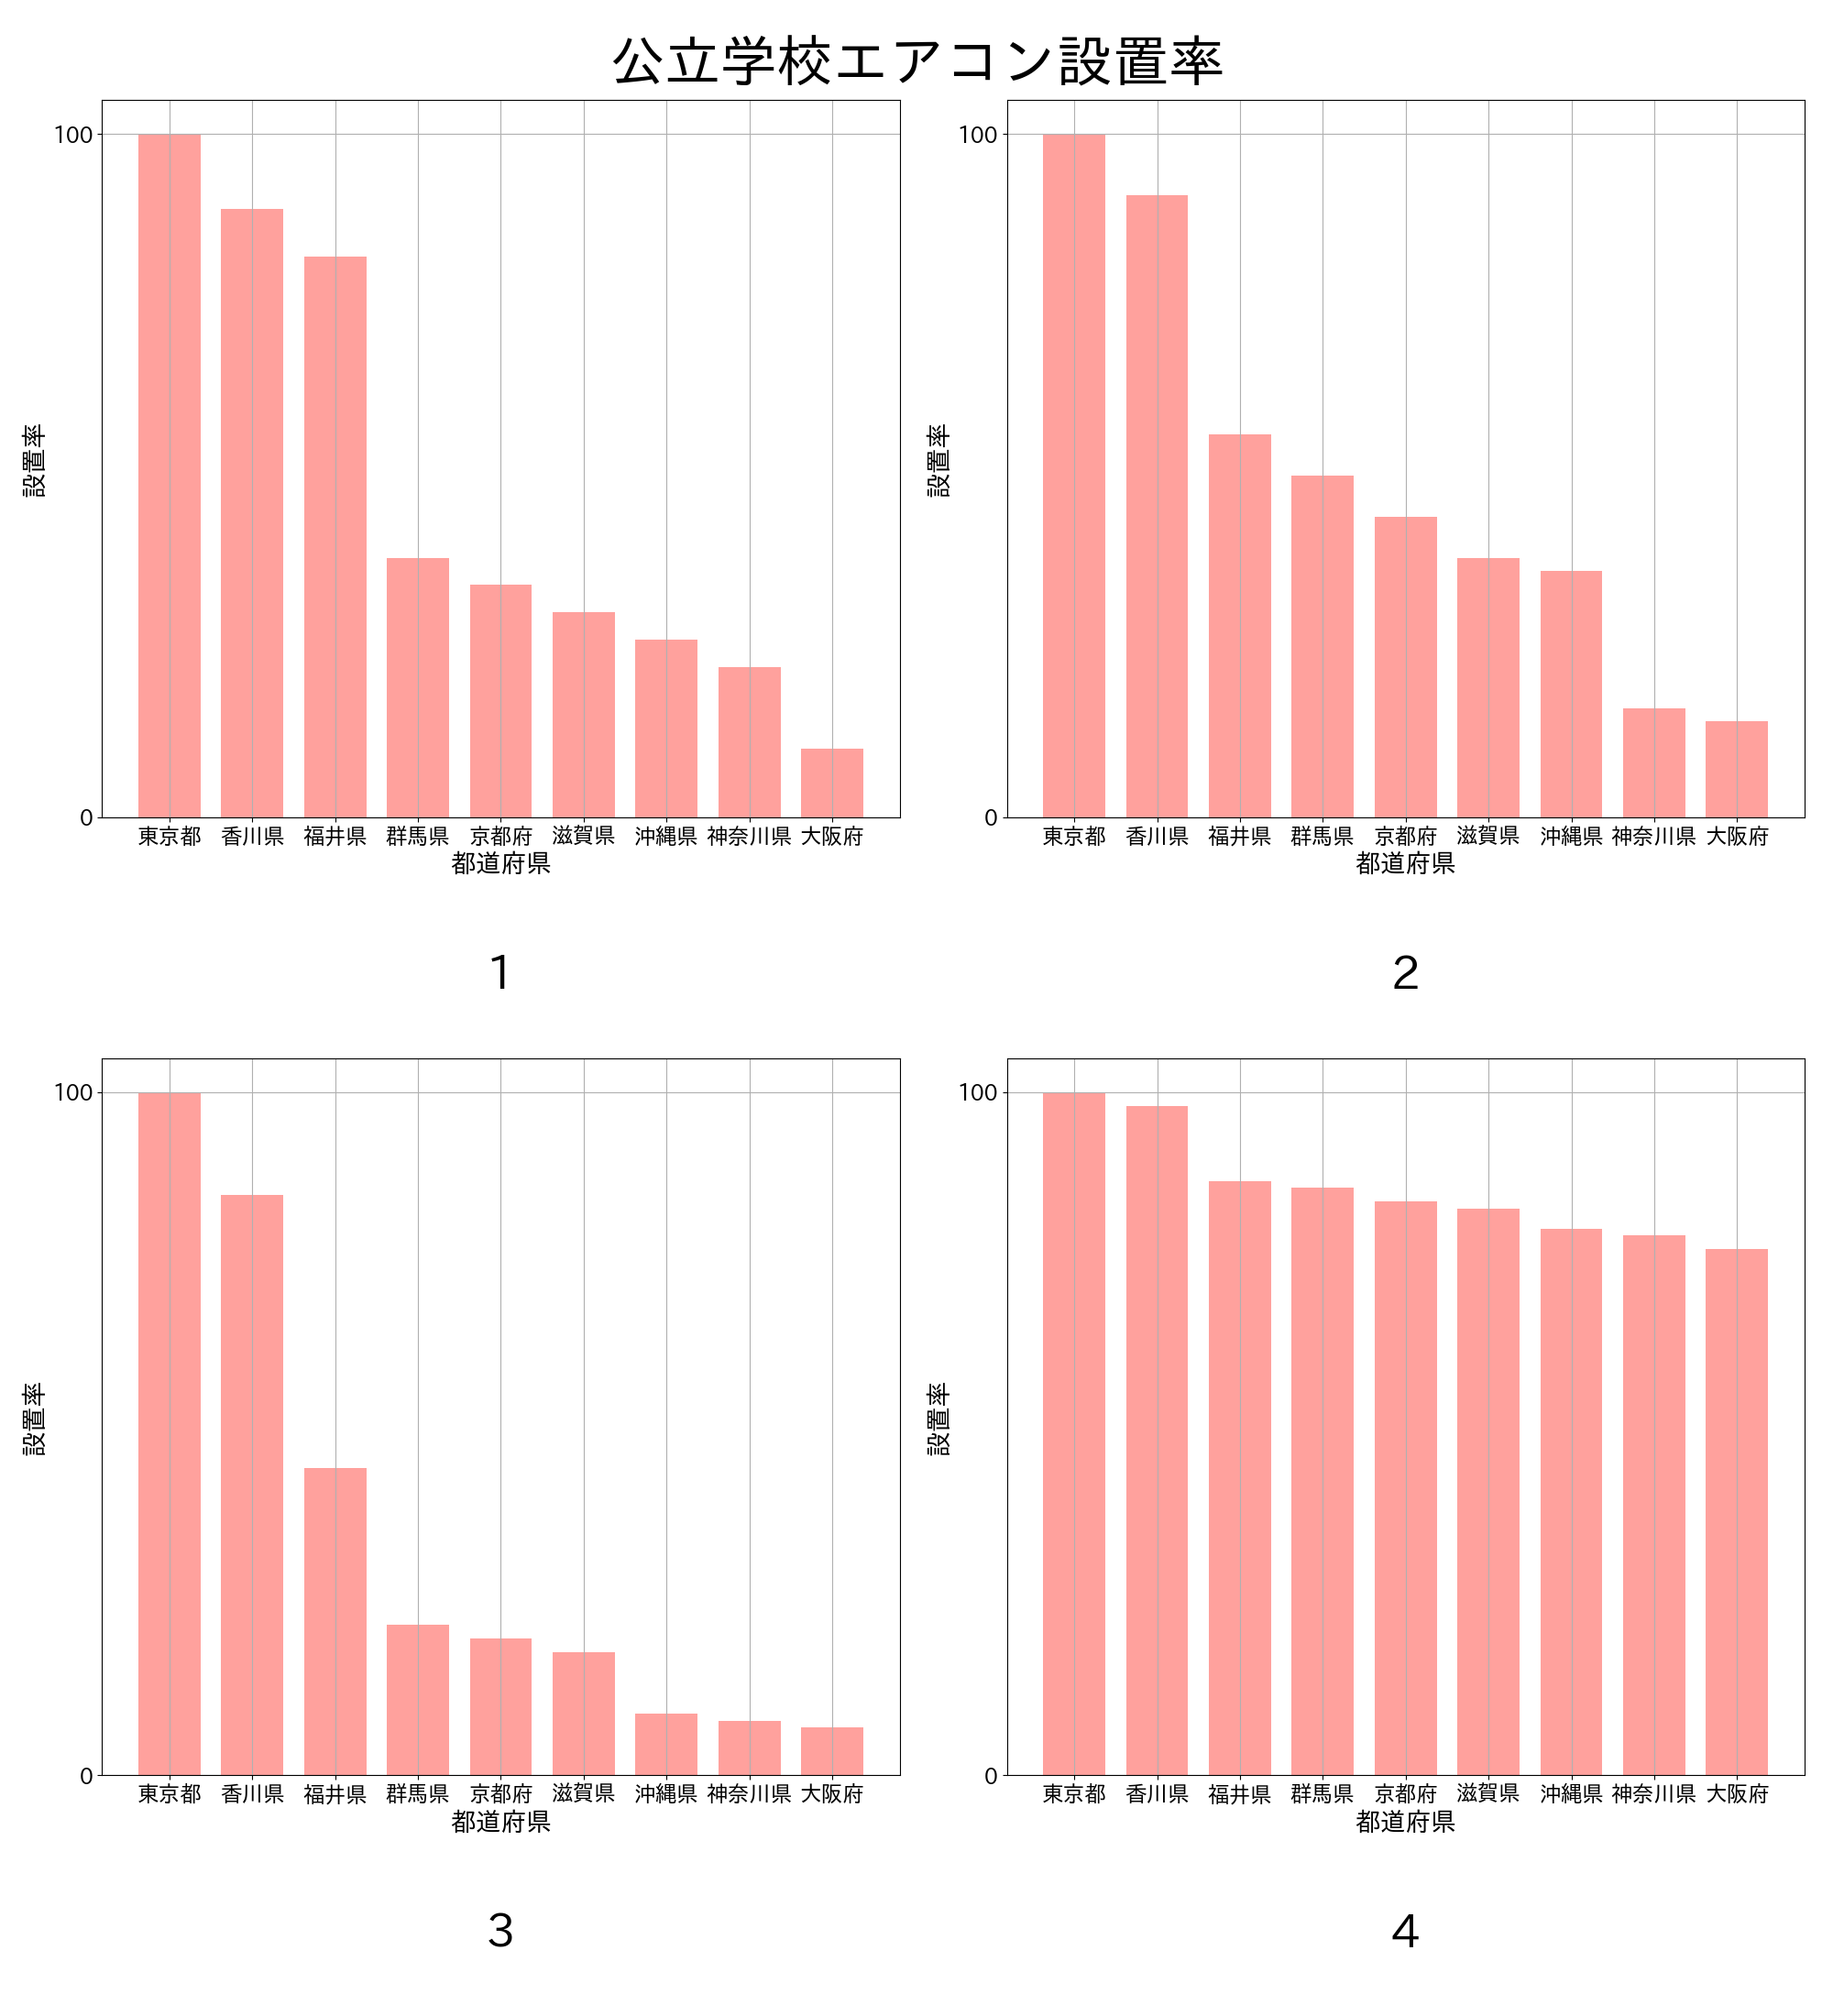 公立学校エアコン設置率
設置率
100
0
東京都 香川県 福井県 群馬県 京都府 滋賀県 沖縄県 神奈川県 大阪府
都道府県
1
設置率
100
0
東京都 香川県 福井県 群馬県 京都府 滋賀県 沖縄県 神奈川県 大阪府
都道府県
2
設置率
100
0
東京都 香川県 福井県 群馬県 京都府 滋賀県 沖縄県 神奈川県 大阪府
都道府県
3
設置率
100
0
東京都 香川県 福井県 群馬県 京都府 滋賀県 沖縄県 神奈川県 大阪府
都道府県
4